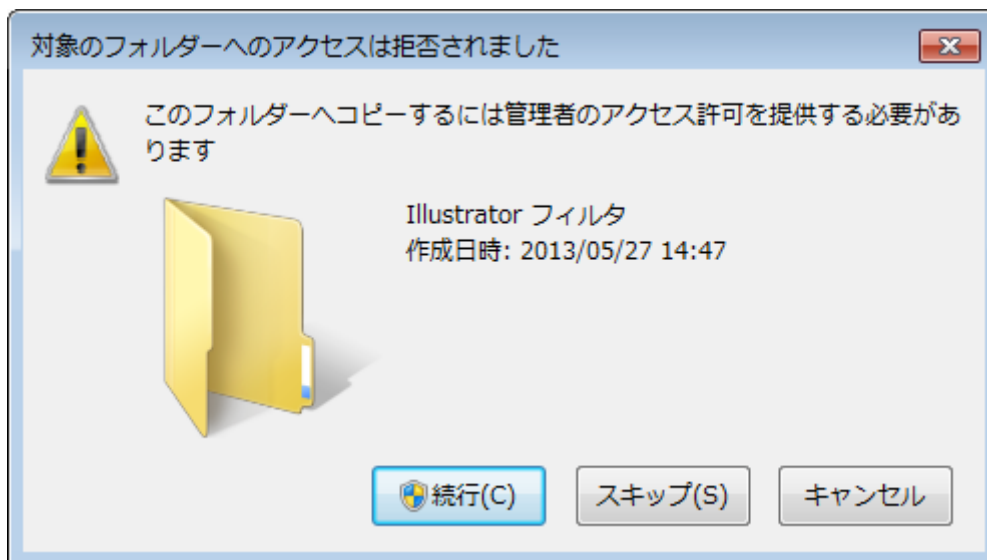 対象のフォルダーへのアクセスは拒否されました
このフォルダーへコピーするには管理者のアクセス許可を提供する必要があ
ります
Illustrator フィルタ
作成日時: 2013/05/27 14:47
続行(C)
スキップ(S)
キャンセル